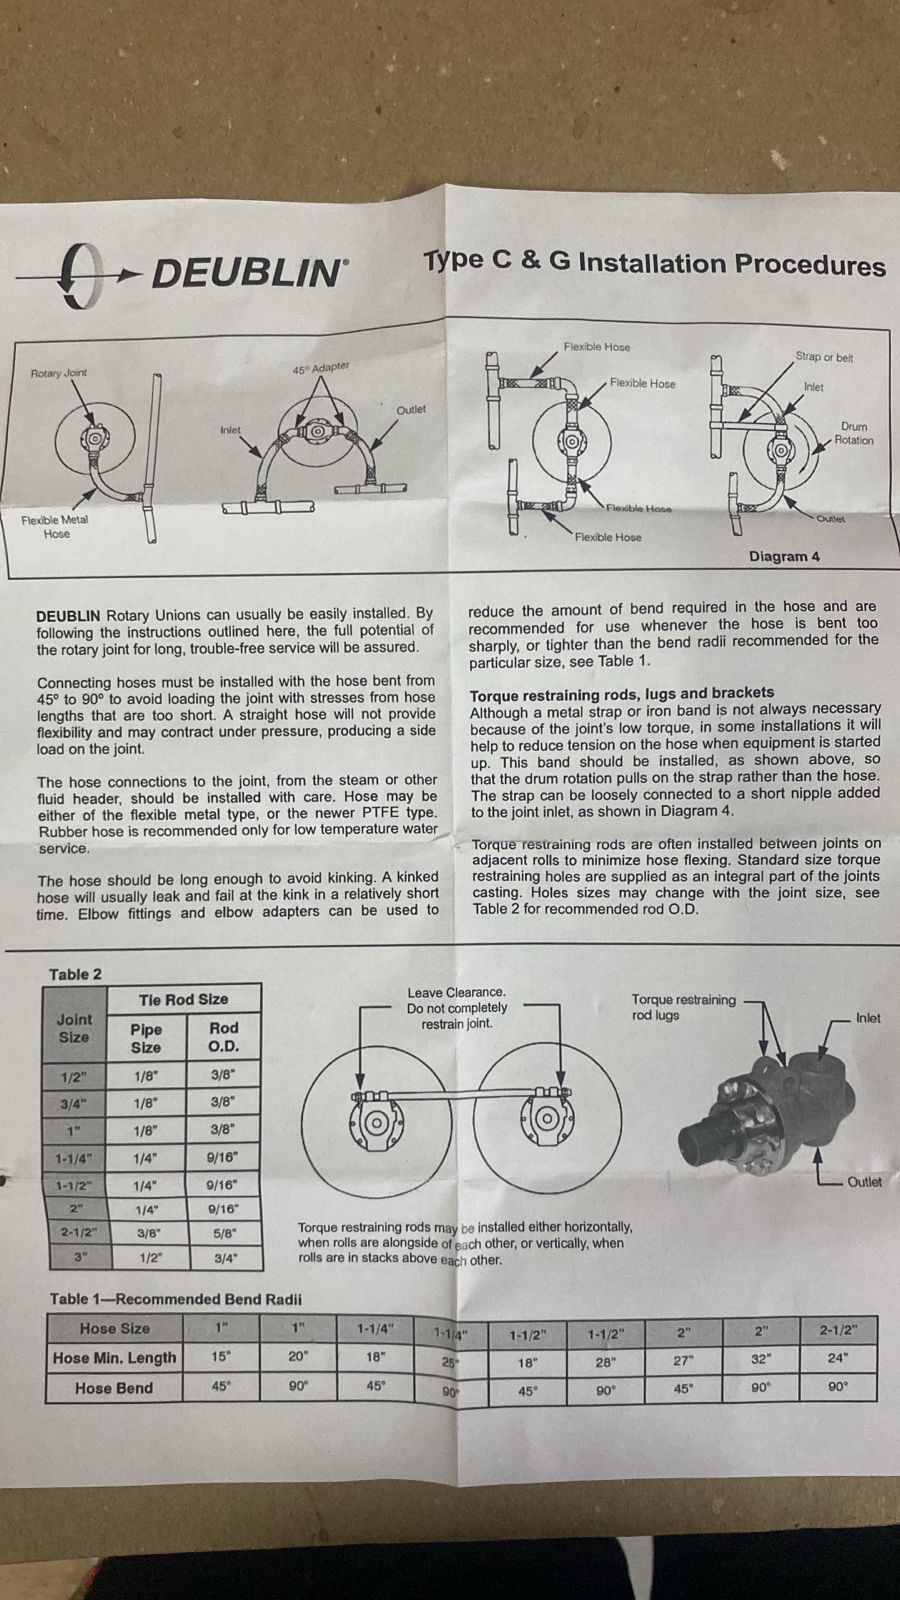 DEUBLIN®
Type C & G Installation Procedures
Rotary Joint
Flexible Metal
Hose
45º Adapter
Inlet
Outlet
Flexible Hose
Flexible Hose
Flexible Hose
Flexible Hose
Strap or belt
Inlet
Drum
Rotation
Outlet
Diagram 4
DEUBLIN Rotary Unions can usually be easily installed. By
following the instructions outlined here, the full potential of
the rotary joint for long, trouble-free service will be assured.
Connecting hoses must be installed with the hose bent from
45º to 90º to avoid loading the joint with stresses from hose
lengths that are too short. A straight hose will not provide
flexibility and may contract under pressure, producing a side
load on the joint.
The hose connections to the joint, from the steam or other
fluid header, should be installed with care. Hose may be
either of the flexible metal type, or the newer PTFE type.
Rubber hose is recommended only for low temperature water
service.
The hose should be long enough to avoid kinking. A kinked
hose will usually leak and fail at the kink in a relatively short
time. Elbow fittings and elbow adapters can be used to
reduce the amount of bend required in the hose and are
recommended for use whenever the hose is bent too
sharply, or tighter than the bend radii recommended for the
particular size, see Table 1.
Torque restraining rods, lugs and brackets
Although a metal strap or iron band is not always necessary
because of the joint's low torque, in some installations it will
help to reduce tension on the hose when equipment is started
up. This band should be installed, as shown above, so
that the drum rotation pulls on the strap rather than the hose.
The strap can be loosely connected to a short nipple added
to the joint inlet, as shown in Diagram 4.
Torque restraining rods are often installed between joints on
adjacent rolls to minimize hose flexing. Standard size torque
restraining holes are supplied as an integral part of the joints
casting. Holes sizes may change with the joint size, see
Table 2 for recommended rod O.D.
Table 2
Joint Size | Tie Rod Size
Pipe Size | Rod O.D.
1/2" 1/8" 3/8"
3/4" 1/8" 3/8"
1" 1/8" 3/8"
1-1/4" 1/4" 9/16"
1-1/2" 1/4" 9/16"
2" 1/4" 9/16"
2-1/2" 3/8" 5/8"
3" 1/2" 3/4"
Leave Clearance.
Do not completely
restrain joint.
Torque restraining rods may be installed either horizontally,
when rolls are alongside of each other, or vertically, when
rolls are in stacks above each other.
Torque restraining
rod lugs
Inlet
Outlet
Table 1—Recommended Bend Radii
Hose Size 1" 1" 1-1/4" 1-1/4" 1-1/2" 1-1/2" 2" 2" 2-1/2"
Hose Min. Length 15" 20" 18" 25" 18" 28" 27" 32" 24"
Hose Bend 45° 90° 45° 90° 45° 90° 45° 90° 90°